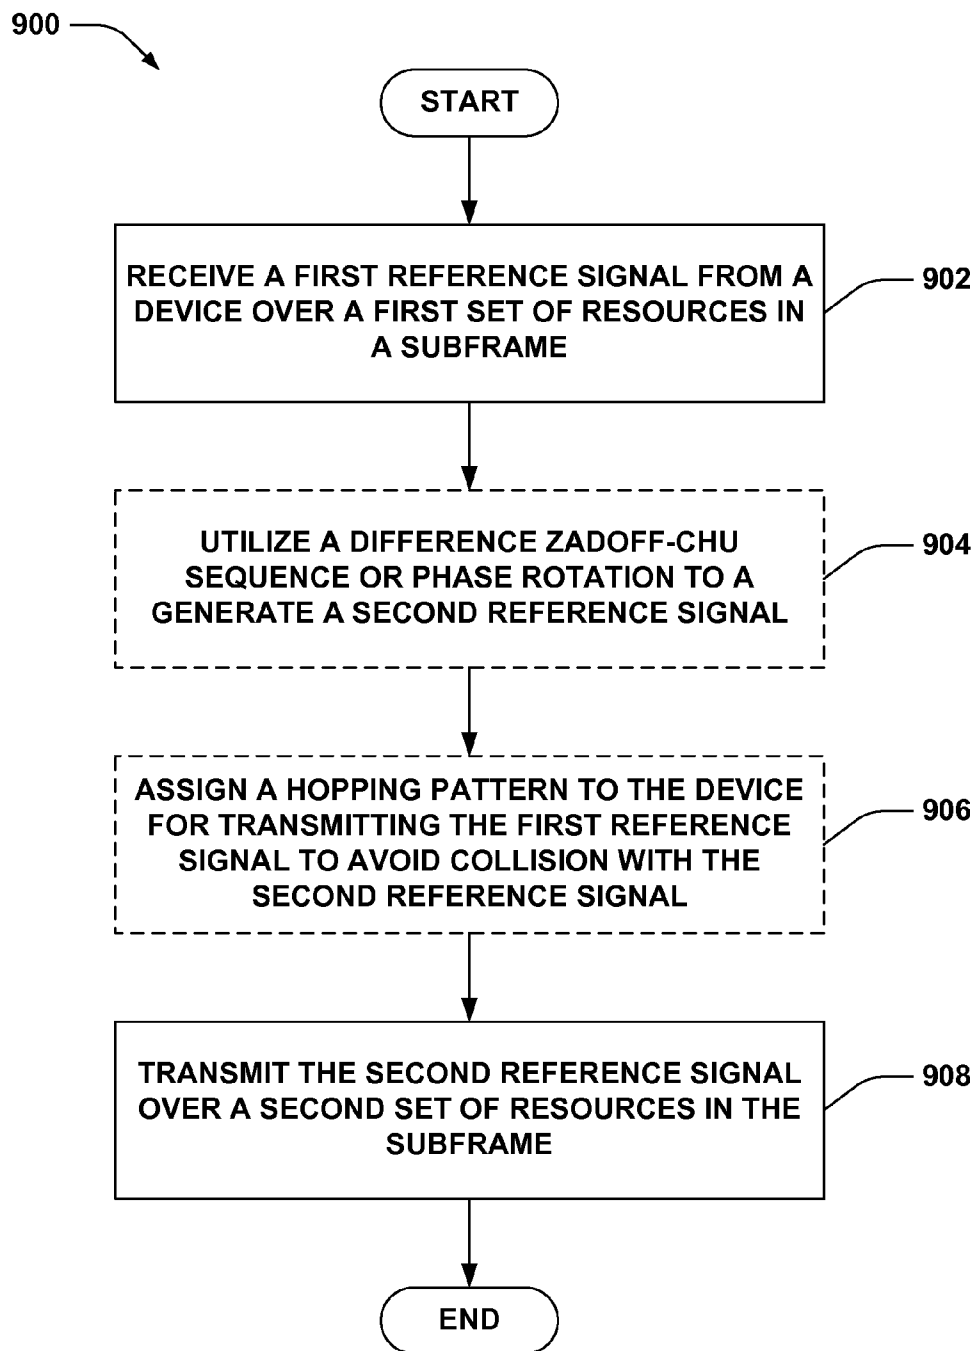 900
START
RECEIVE A FIRST REFERENCE SIGNAL FROM A
DEVICE OVER A FIRST SET OF RESOURCES IN
A SUBFRAME
902
UTILIZE A DIFFERENCE ZADOFF-CHU
SEQUENCE OR PHASE ROTATION TO A
GENERATE A SECOND REFERENCE SIGNAL
904
ASSIGN A HOPPING PATTERN TO THE DEVICE
FOR TRANSMITTING THE FIRST REFERENCE
SIGNAL TO AVOID COLLISION WITH THE
SECOND REFERENCE SIGNAL
906
TRANSMIT THE SECOND REFERENCE SIGNAL
OVER A SECOND SET OF RESOURCES IN THE
SUBFRAME
908
END